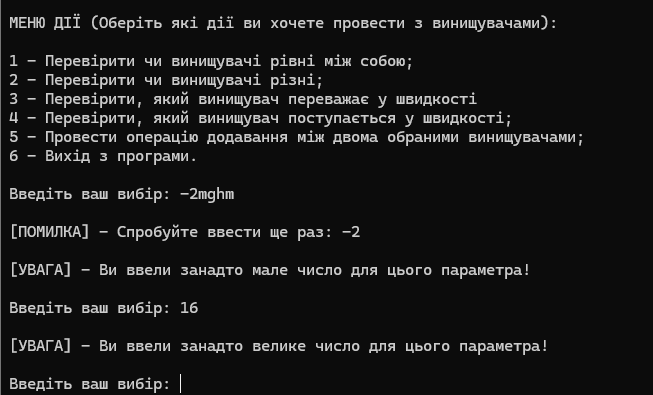 МЕНЮ ДІЇ (Оберіть які дії ви хочете провести з винищувачами):
1 - Перевірити чи винищувачі рівні між собою;
2 - Перевірити чи винищувачі різні;
3 - Перевірити, який винищувач переважає у швидкості
4 - Перевірити, який винищувач поступається у швидкості;
5 - Провести операцію додавання між двома обраними винищувачами;
6 - Вихід з програми.
Введіть ваш вибір: -2mghm
[ПОМИЛКА] - Спробуйте ввести ще раз: -2
[УВАГА] - Ви ввели занадто мале число для цього параметра!
Введіть ваш вибір: 16
[УВАГА] - Ви ввели занадто велике число для цього параметра!
Введіть ваш вибір: